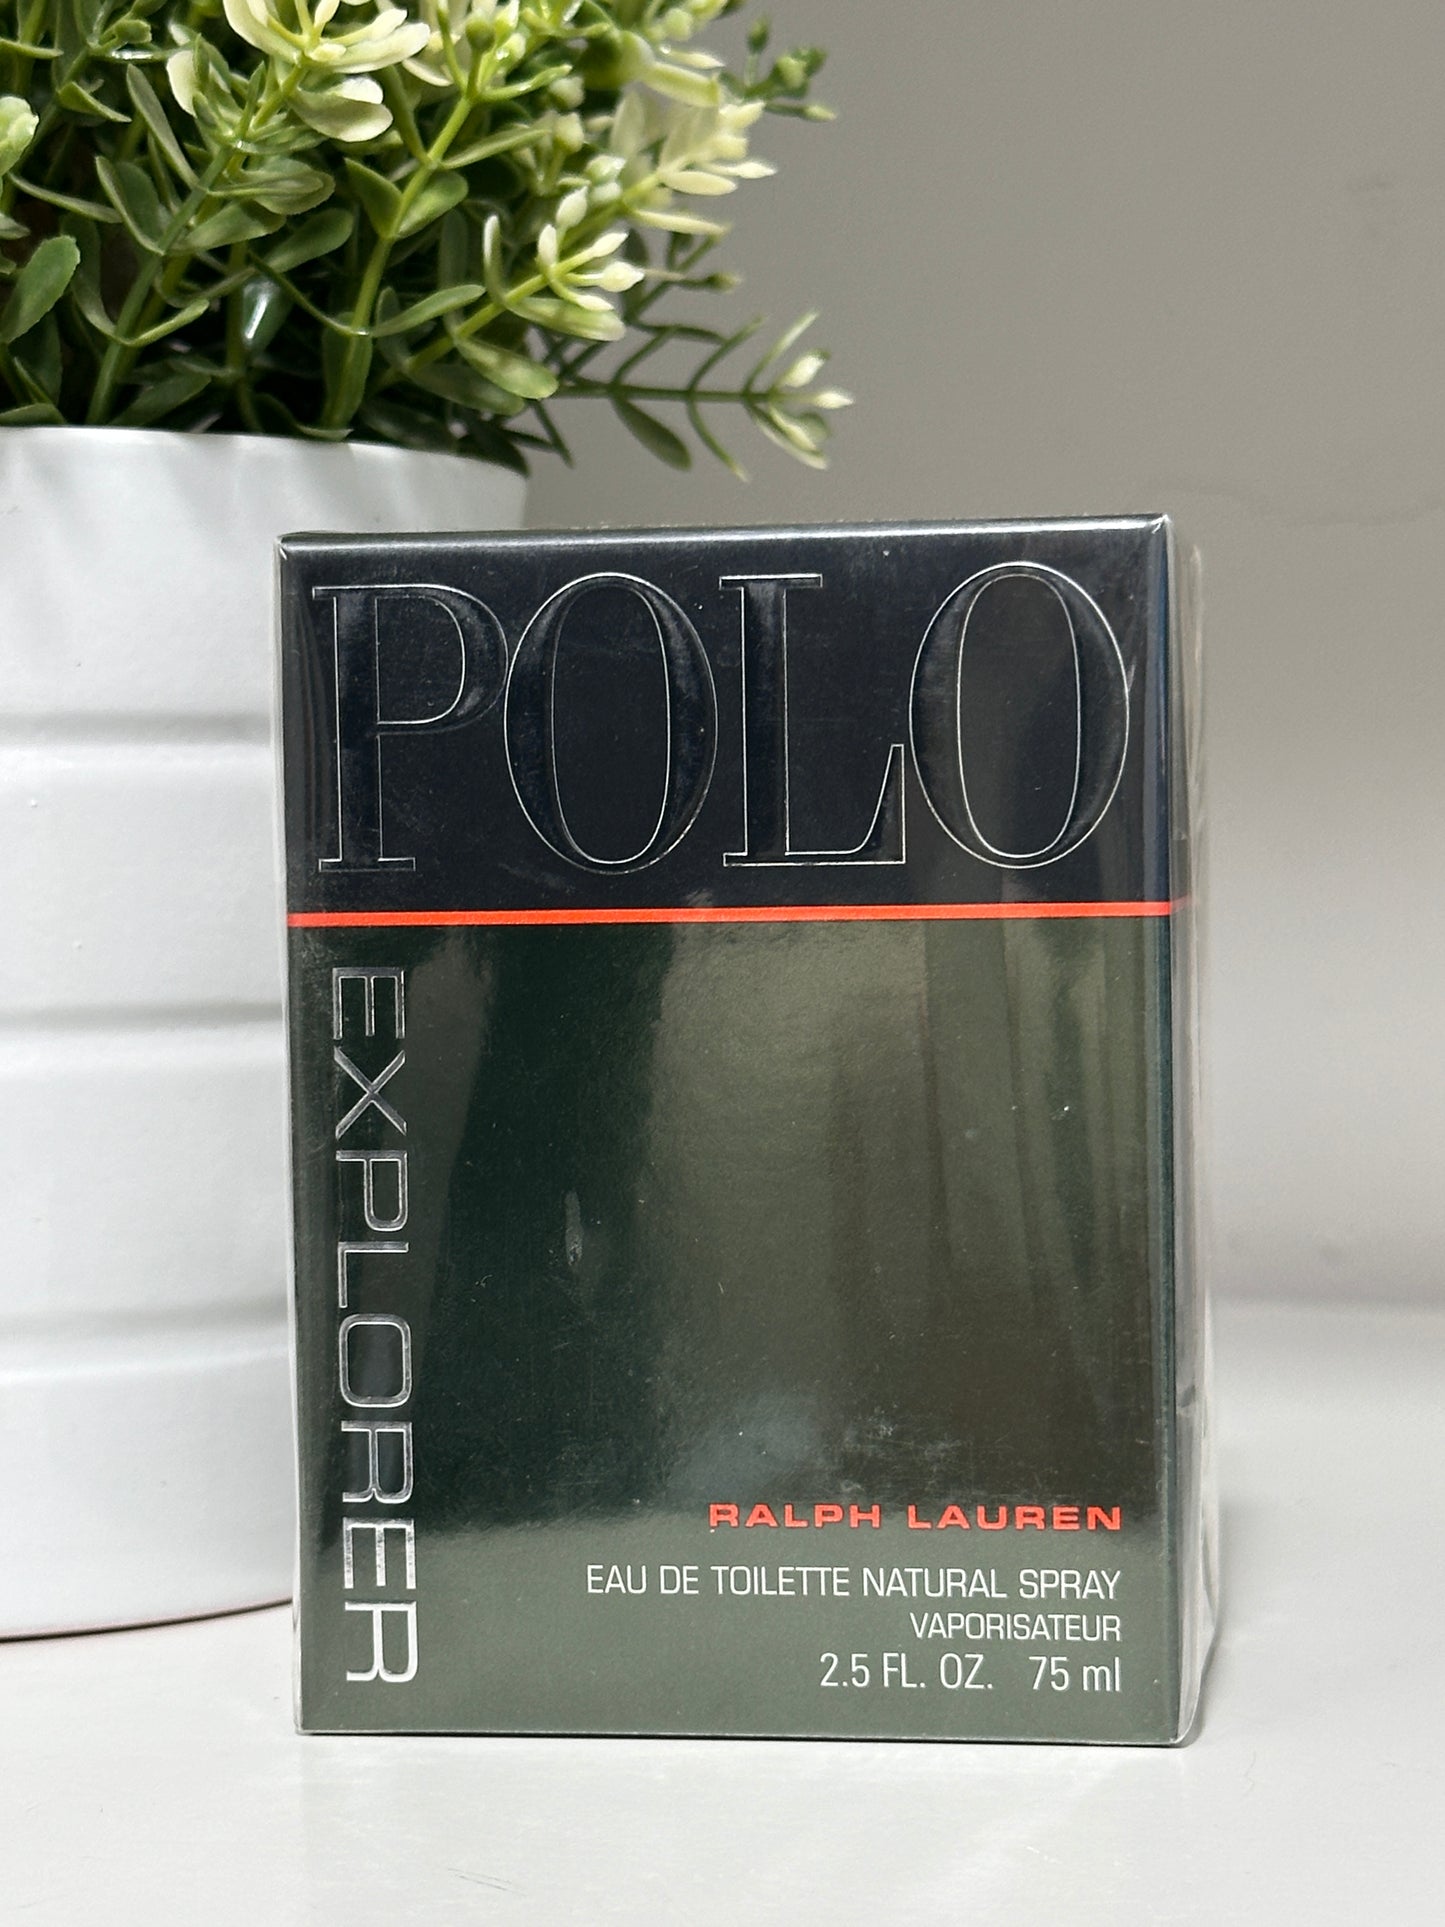 POLO
EXPLORER
RALPH LAUREN
EAU DE TOILETTE NATURAL SPRAY
VAPORISATEUR
2.5 FL. OZ. 75 ml